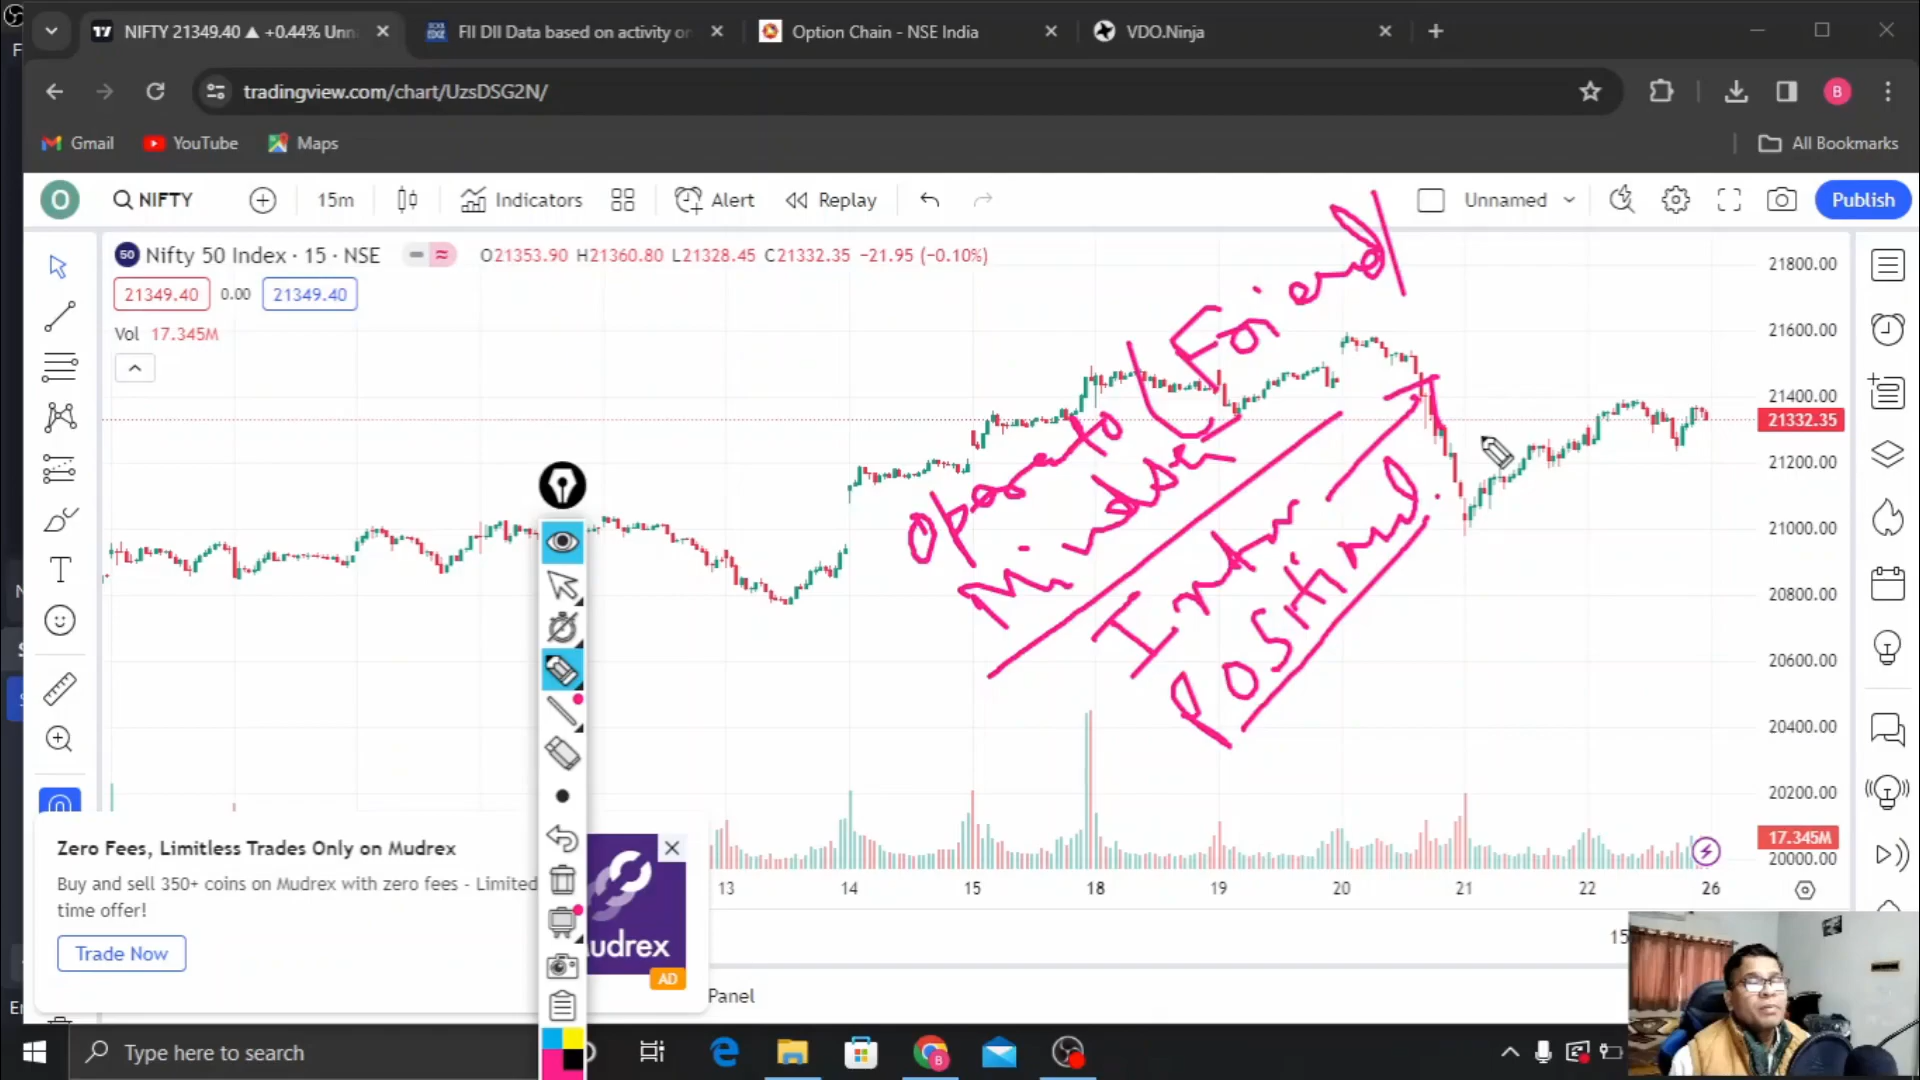 NIFTY 21349.40 ▲ +0.44% Unn
FII DII Data based on activity o
Option Chain - NSE India
VDO.Ninja
tradingview.com/chart/UzsDSG2N/
B
Gmail
YouTube
Maps
All Bookmarks
O
NIFTY
15m
Indicators
Alert
Replay
Unnamed
Publish
50 Nifty 50 Index · 15 · NSE
O21353.90 H21360.80 L21328.45 C21332.35 −21.95 (−0.10%)
21349.40 0.00 21349.40
Vol 17.345M
Mindset
Positional
21800.00
21600.00
21400.00
21332.35
21200.00
21000.00
20800.00
20600.00
20400.00
20200.00
17.345M
20000.00
13 14 15 18 19 20 21 22 26
Zero Fees, Limitless Trades Only on Mudrex
Buy and sell 350+ coins on Mudrex with zero fees - Limited
time offer!
Trade Now
udrex
AD
15
Panel
Type here to search